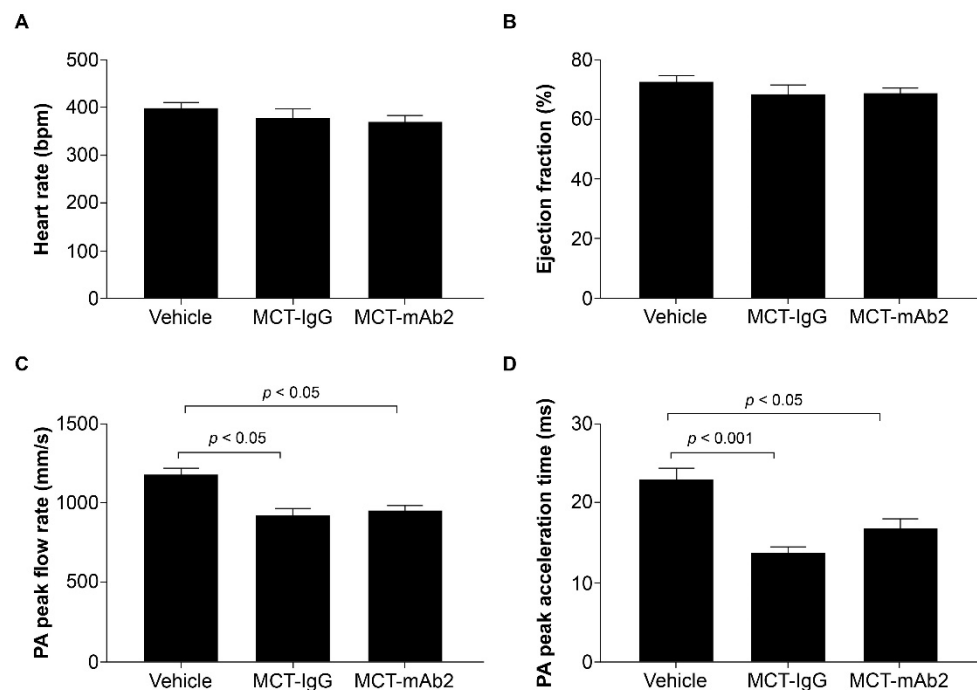 A
Heart rate (bpm)
500
400
300
200
100
0
Vehicle MCT-IgG MCT-mAb2
B
Ejection fraction (%)
80
60
40
20
0
Vehicle MCT-IgG MCT-mAb2
C
PA peak flow rate (mm/s)
1500
1000
500
0
p < 0.05
p < 0.05
Vehicle MCT-IgG MCT-mAb2
D
PA peak acceleration time (ms)
30
20
10
0
p < 0.05
p < 0.001
Vehicle MCT-IgG MCT-mAb2